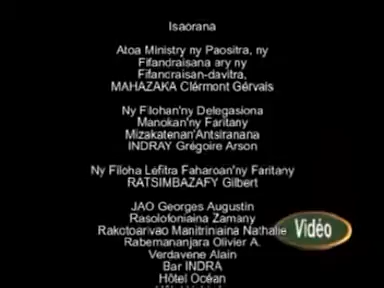 Isaorana
Atoa Ministry ny Paositra, ny
Fifandraisana ary ny
Fifandraisan-davitra,
MAHAZAKA Clérmont Gérvais
Ny Filohan'ny Delegasiona
Manokan'ny Faritany
Mizakatenan'Antsiranana
INDRAY Grégoire Arson
Ny Filoha Léfitra Faharoan'ny Faritany
RATSIMBAZAFY Gilbert
JAO Georges Augustin
Rasolofoniaina Zamany
Rakotoarivao Manitriniaina Nathalie
Rabemananjara Olivier A.
Verdavene Alain
Bar INDRA
Hôtel Océan
Vidéo